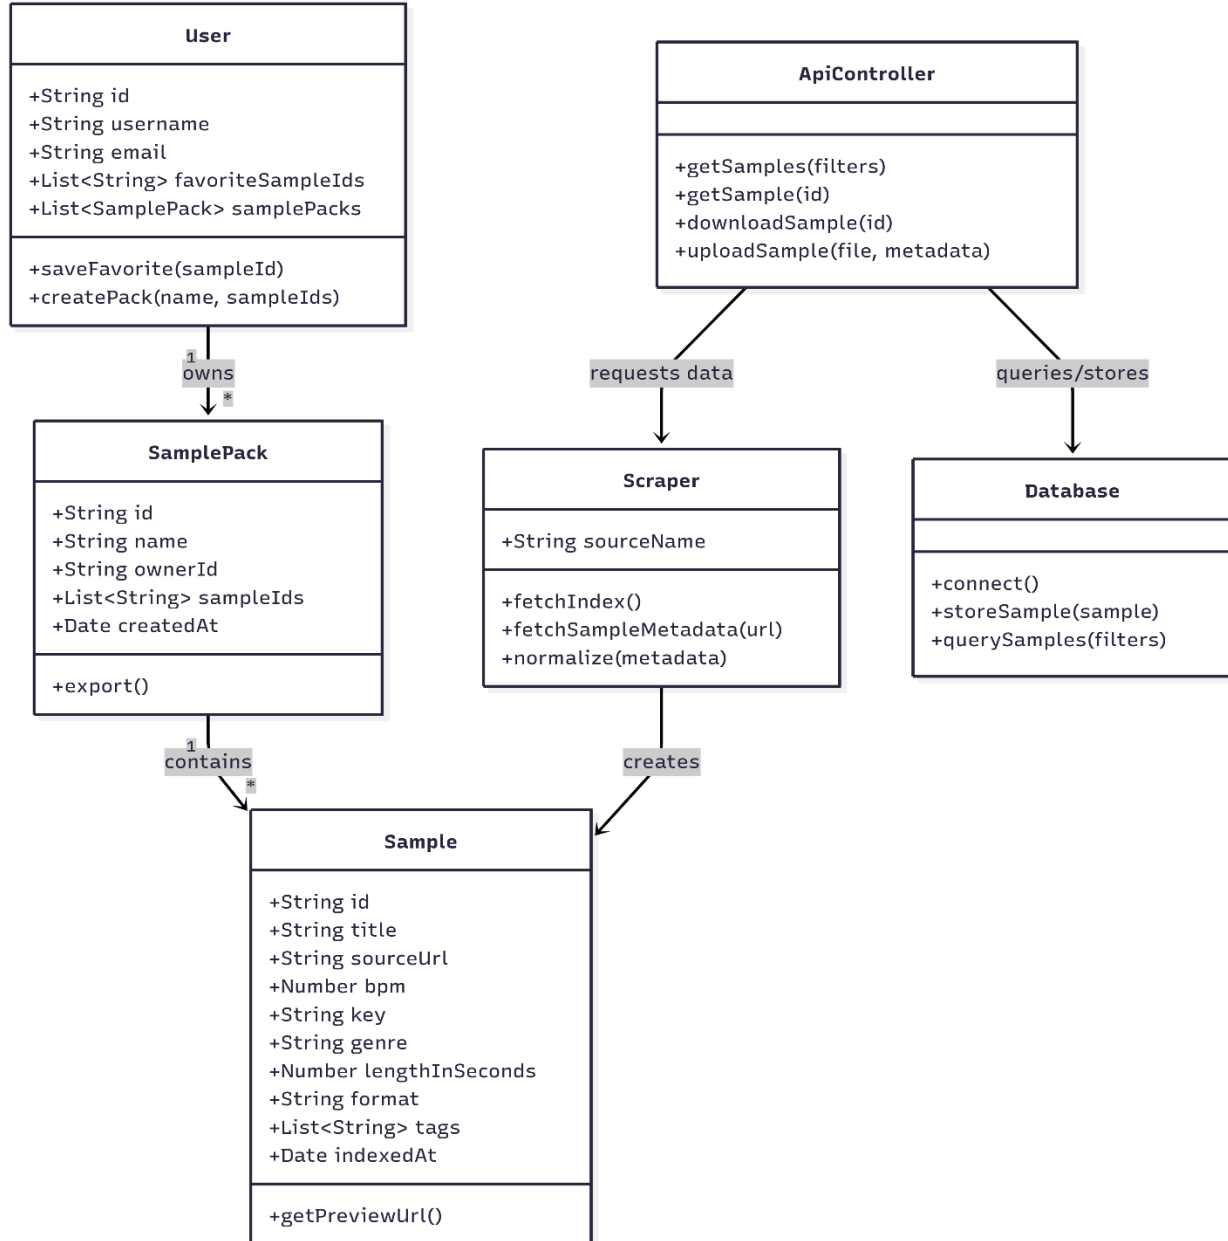 User
+String id
+String username
+String email
+List<String> favoriteSampleIds
+List<SamplePack> samplePacks
+saveFavorite(sampleId)
+createPack(name, sampleIds)
ApiController
+getSamples(filters)
+getSample(id)
+downloadSample(id)
+uploadSample(file, metadata)
1
owns
*
requests data
queries/stores
SamplePack
+String id
+String name
+String ownerId
+List<String> sampleIds
+Date createdAt
+export()
Scraper
+String sourceName
+fetchIndex()
+fetchSampleMetadata(url)
+normalize(metadata)
Database
+connect()
+storeSample(sample)
+querySamples(filters)
1
contains
*
creates
Sample
+String id
+String title
+String sourceUrl
+Number bpm
+String key
+String genre
+Number lengthInSeconds
+String format
+List<String> tags
+Date indexedAt
+getPreviewUrl()